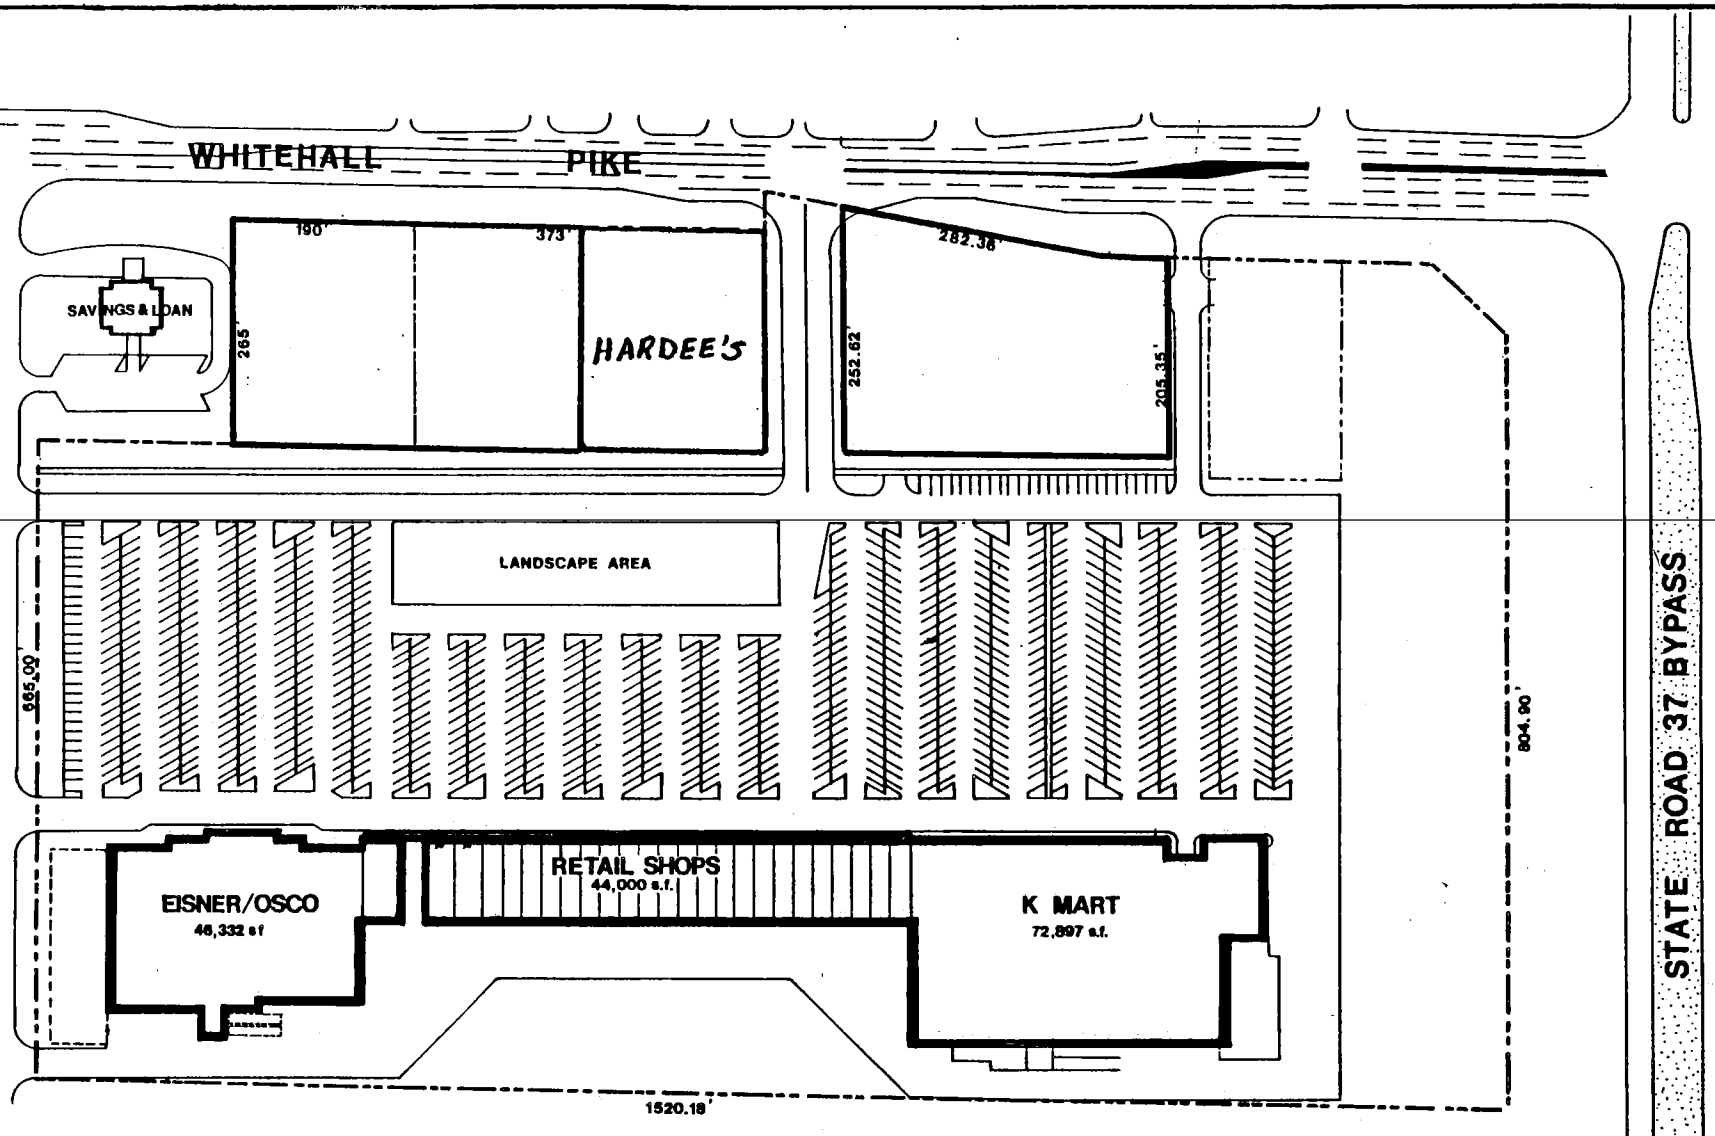 WHITEHALL PIKE
190'
373'
282.38'
SAVINGS & LOAN
265'
HARDEE'S
252.62'
205.35'
LANDSCAPE AREA
665.00'
804.90'
STATE ROAD 37 BYPASS
RETAIL SHOPS
44,000 s.f.
EISNER/OSCO
46,332 sf
K MART
72,897 s.f.
1520.18'